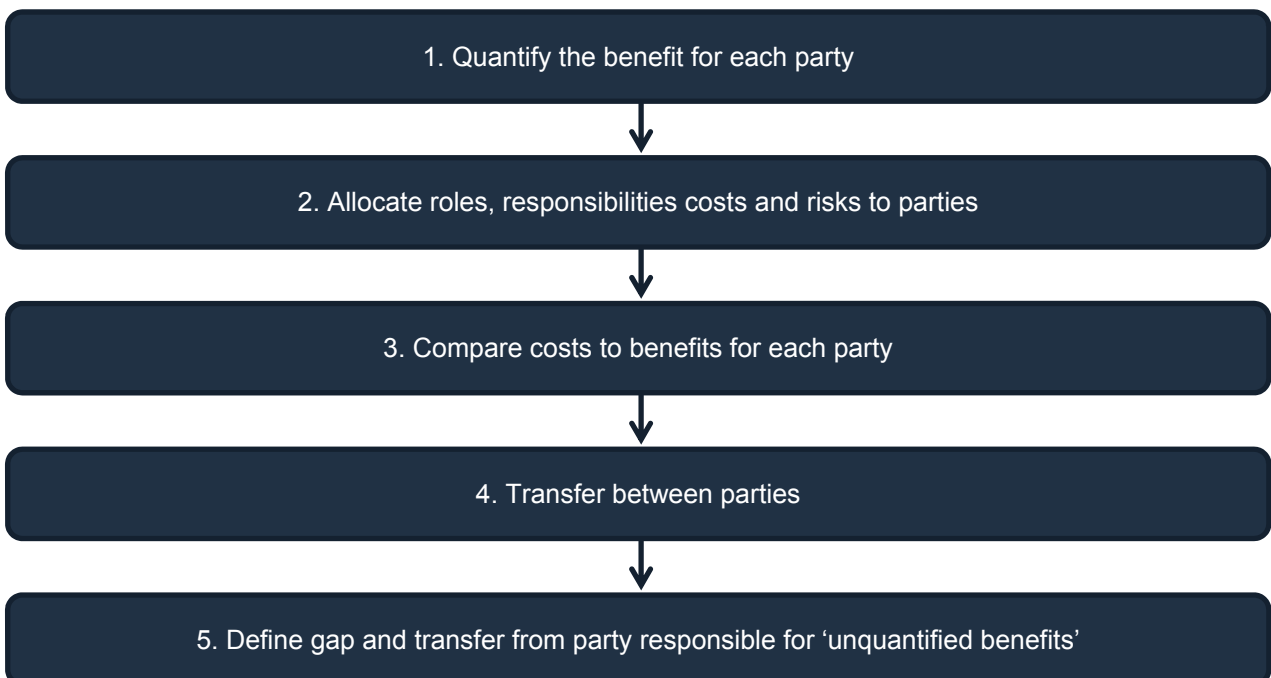 1. Quantify the benefit for each party
2. Allocate roles, responsibilities costs and risks to parties
3. Compare costs to benefits for each party
4. Transfer between parties
5. Define gap and transfer from party responsible for ‘unquantified benefits’